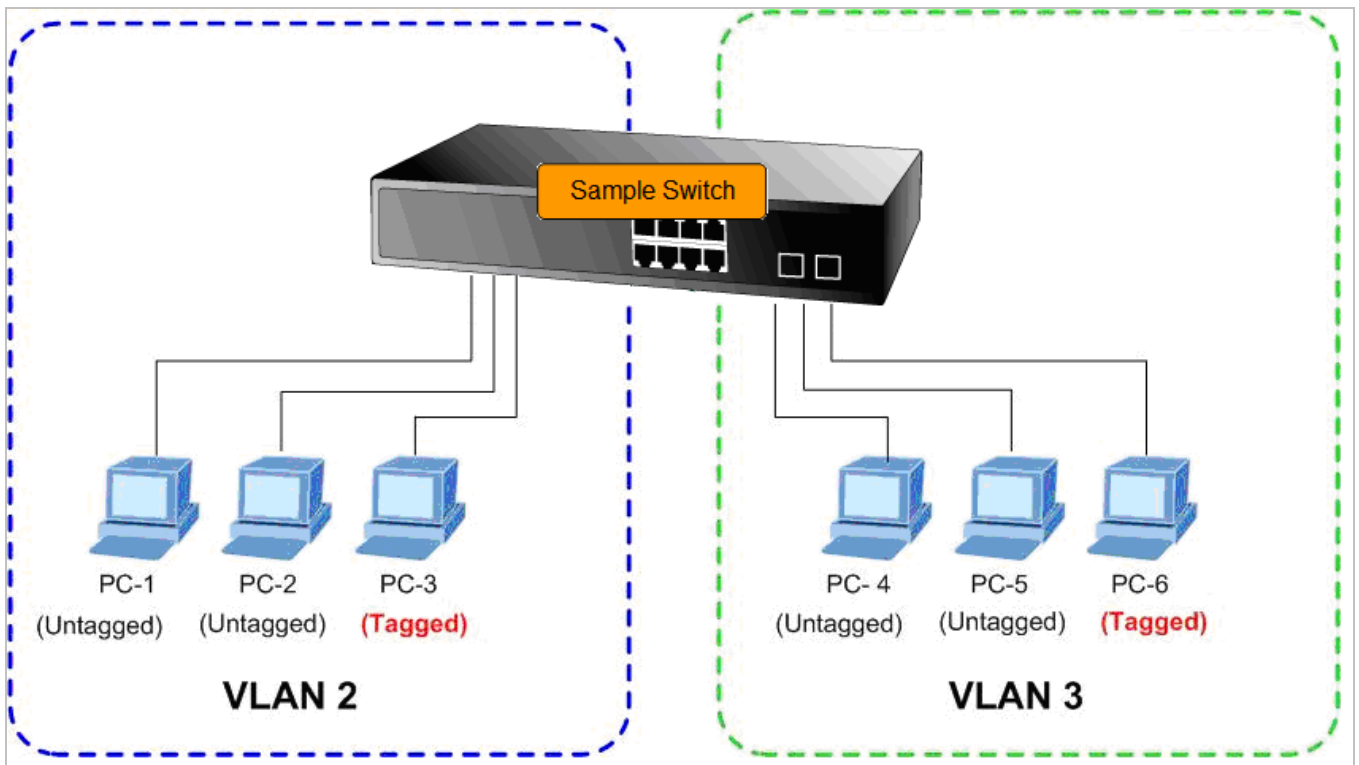 Sample Switch
PC-1
PC-2
PC-3
PC- 4
PC-5
PC-6
(Untagged)
(Untagged)
(Tagged)
(Untagged)
(Untagged)
(Tagged)
VLAN 2
VLAN 3